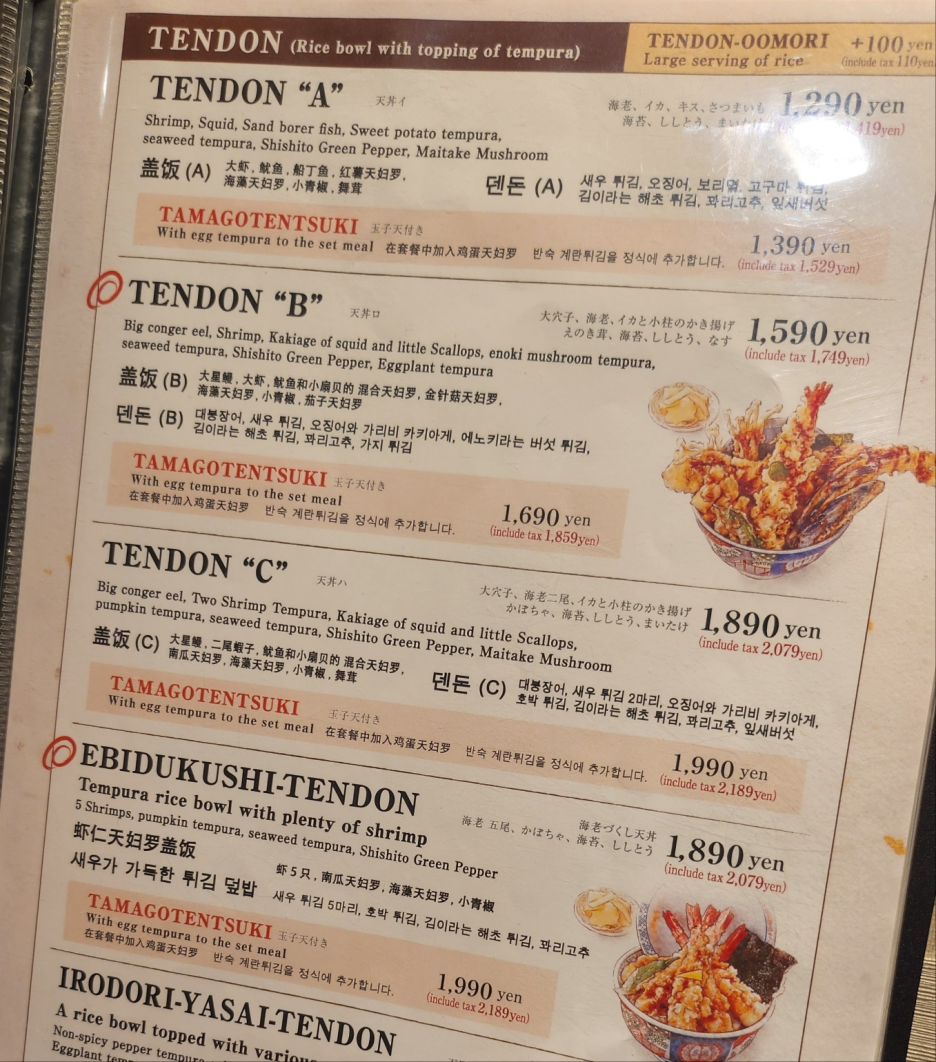 TENDON (Rice bowl with topping of tempura)
TENDON-OOMORI +100 yen
Large serving of rice (include tax 110yen)
TENDON “A” 天丼イ
海老、イカ、キス、さつまいも
海苔、ししとう、まいたけ
1,290 yen
1,419yen)
Shrimp, Squid, Sand borer fish, Sweet potato tempura,
seaweed tempura, Shishito Green Pepper, Maitake Mushroom
盖饭 (A)
大虾，鱿鱼，船丁鱼，红薯天妇罗，
海藻天妇罗，小青椒，舞茸
덴돈 (A)
새우 튀김, 오징어, 보리멸, 고구마 튀김,
김이라는 해초 튀김, 꽈리고추, 잎새버섯
TAMAGOTENTSUKI 玉子天付き
With egg tempura to the set meal 在套餐中加入鸡蛋天妇罗 반숙 계란튀김을 정식에 추가합니다.
1,390 yen
(include tax 1,529yen)
TENDON “B” 天丼ロ
大穴子、海老、イカと小柱のかき揚げ
えのき茸、海苔、ししとう、なす
1,590 yen
(include tax 1,749yen)
Big conger eel, Shrimp, Kakiage of squid and little Scallops, enoki mushroom tempura,
seaweed tempura, Shishito Green Pepper, Eggplant tempura
盖饭 (B)
大星鳗，大虾，鱿鱼和小扇贝的 混合天妇罗，金针菇天妇罗，
海藻天妇罗，小青椒，茄子天妇罗
덴돈 (B)
대붕장어, 새우 튀김, 오징어와 가리비 카키아게, 에노키라는 버섯 튀김,
김이라는 해초 튀김, 꽈리고추, 가지 튀김
TAMAGOTENTSUKI 玉子天付き
With egg tempura to the set meal
在套餐中加入鸡蛋天妇罗 반숙 계란튀김을 정식에 추가합니다.
1,690 yen
(include tax 1,859yen)
TENDON “C” 天丼ハ
大穴子、海老二尾、イカと小柱のかき揚げ
かぼちゃ、海苔、ししとう、まいたけ
1,890 yen
(include tax 2,079yen)
Big conger eel, Two Shrimp Tempura, Kakiage of squid and little Scallops,
pumpkin tempura, seaweed tempura, Shishito Green Pepper, Maitake Mushroom
盖饭 (C)
大星鳗，二尾蝦子，鱿鱼和小扇贝的 混合天妇罗，
南瓜天妇罗，海藻天妇罗，小青椒，舞茸
덴돈 (C)
대붕장어, 새우 튀김 2마리, 오징어와 가리비 카키아게,
호박 튀김, 김이라는 해초 튀김, 꽈리고추, 잎새버섯
TAMAGOTENTSUKI 玉子天付き
With egg tempura to the set meal 在套餐中加入鸡蛋天妇罗 반숙 계란튀김을 정식에 추가합니다.
1,990 yen
(include tax 2,189yen)
EBIDUKUSHI-TENDON
Tempura rice bowl with plenty of shrimp
海老づくし天丼
海老 五尾、かぼちゃ、海苔、ししとう
1,890 yen
(include tax 2,079yen)
5 Shrimps, pumpkin tempura, seaweed tempura, Shishito Green Pepper
虾仁天妇罗盖饭
虾 5 只，南瓜天妇罗，海藻天妇罗，小青椒
새우가 가득한 튀김 덮밥
새우 튀김 5마리, 호박 튀김, 김이라는 해초 튀김, 꽈리고추
TAMAGOTENTSUKI 玉子天付き
With egg tempura to the set meal
在套餐中加入鸡蛋天妇罗 반숙 계란튀김을 정식에 추가합니다.
1,990 yen
(include tax 2,189yen)
IRODORI-YASAI-TENDON
A rice bowl topped with
Non-spicy pepper
Eggplant